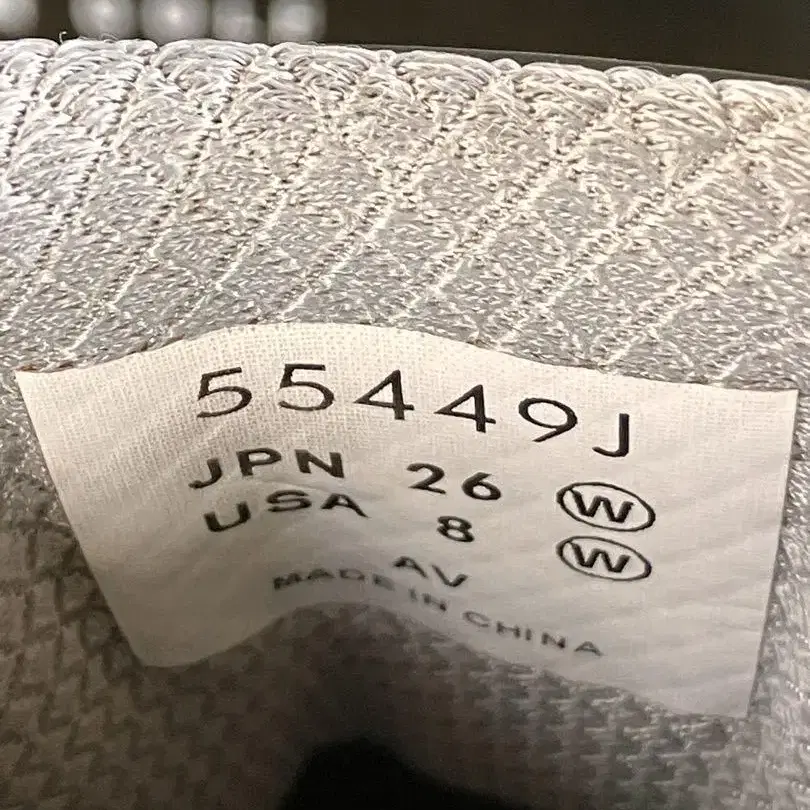 55449J
JPN 26 Ⓦ
USA 8 Ⓦ
AV
MADE IN CHINA